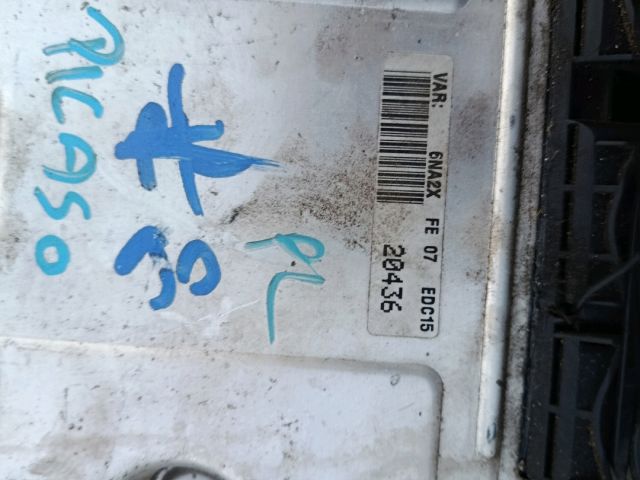 PICASO
PL
VAR: 6NA2X FE 07 EDC15
20436